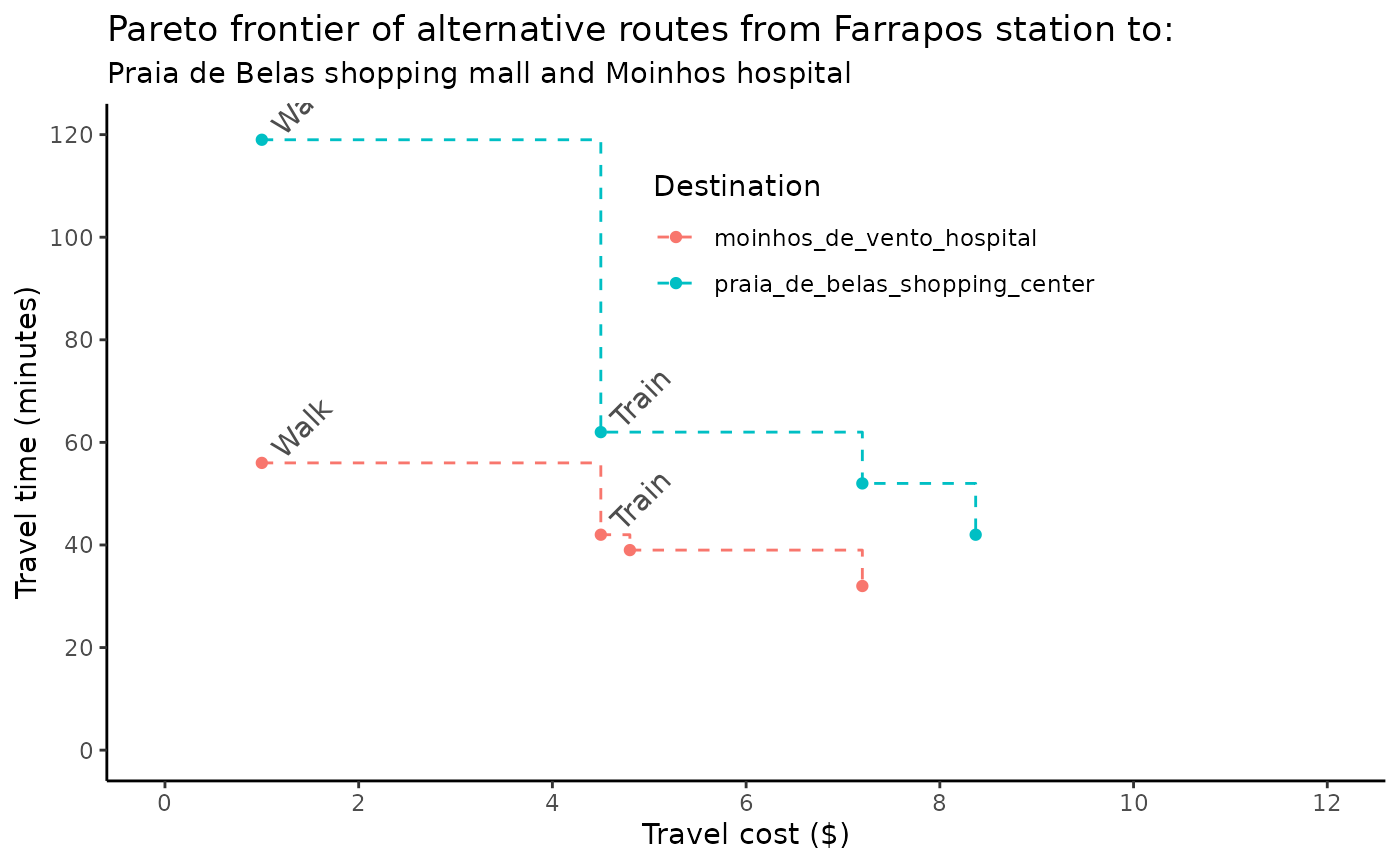 Pareto frontier of alternative routes from Farrapos station to:
Praia de Belas shopping mall and Moinhos hospital
Wa
120
Destination
100
moinhos_de_vento_hospital
praia_de_belas_shopping_center
80
Train
Walk
60
Train
40
20
0
Travel time (minutes)
0 2 4 6 8 10 12
Travel cost ($)